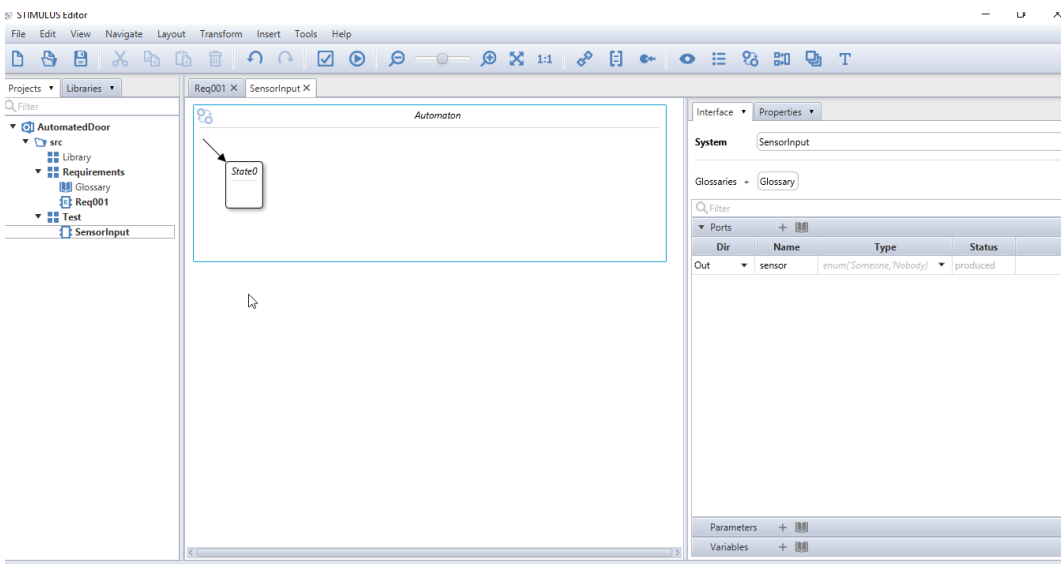 STIMULUS Editor
File Edit View Navigate Layout Transform Insert Tools Help
1:1 T
Projects Libraries
Filter
AutomatedDoor
src
Library
Requirements
Glossary
Req001
Test
SensorInput
Req001 SensorInput
Automaton
State0
Interface Properties
System SensorInput
Glossaries + Glossary
Filter
Ports +
Dir Name Type Status
Out sensor enum('Someone,'Nobody) produced
Parameters +
Variables +